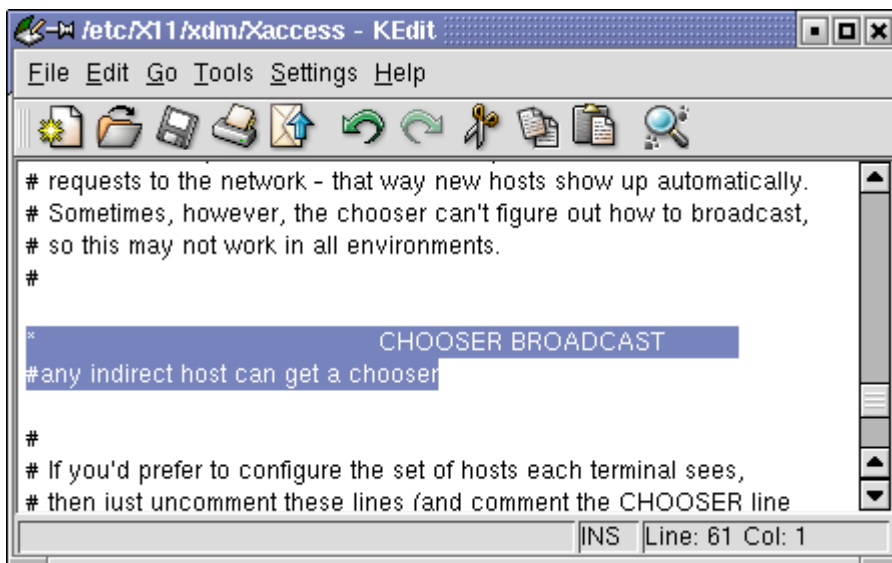 /etc/X11/xdm/Xaccess - KEdit
File Edit Go Tools Settings Help
# requests to the network - that way new hosts show up automatically.
# Sometimes, however, the chooser can't figure out how to broadcast,
# so this may not work in all environments.
#
* CHOOSER BROADCAST
#any indirect host can get a chooser
#
# If you'd prefer to configure the set of hosts each terminal sees,
# then just uncomment these lines (and comment the CHOOSER line
INS Line: 61 Col: 1